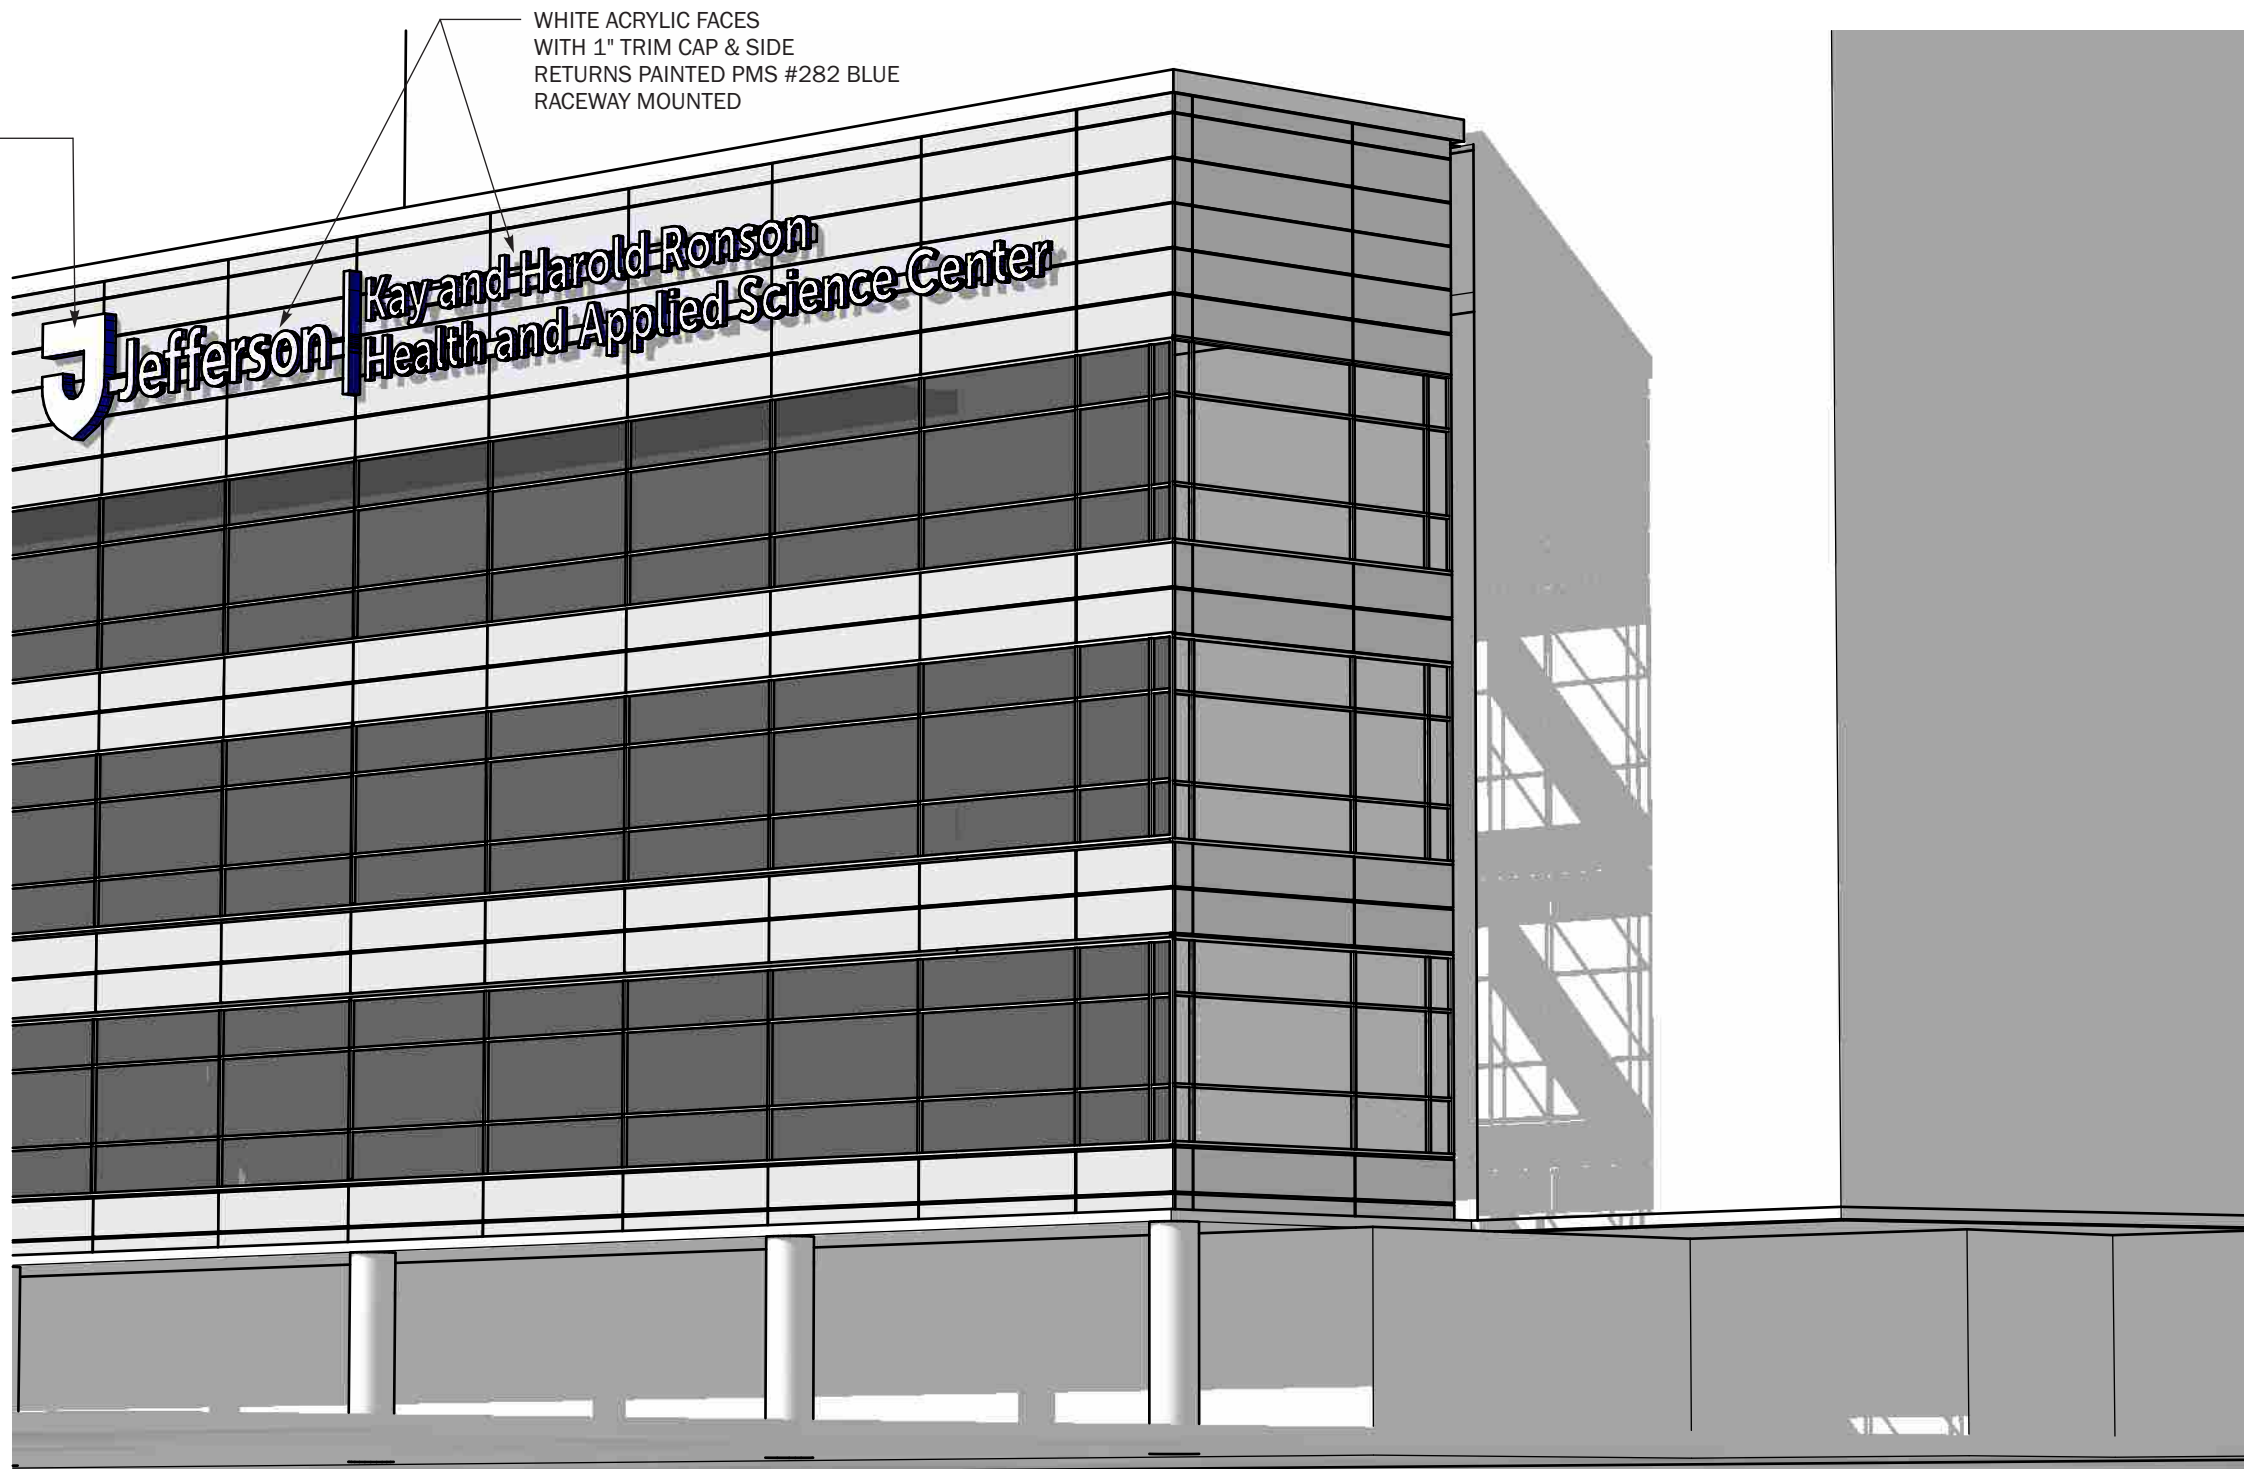 WHITE ACRYLIC FACES
WITH 1" TRIM CAP & SIDE
RETURNS PAINTED PMS #282 BLUE
RACEWAY MOUNTED
J Jefferson
Kay and Harold Ronson
Health and Applied Science Center